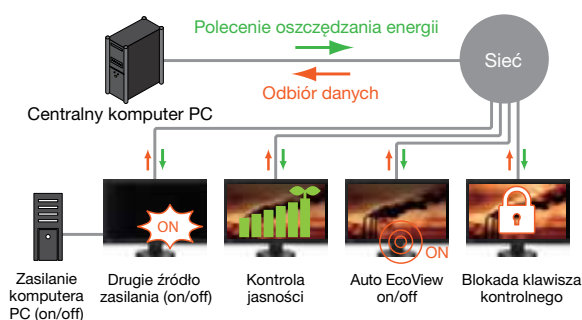 Polecenie oszczędzania energii
Sieć
Odbiór danych
Centralny komputer PC
ON
ON
Zasilanie
komputera
PC (on/off)
Drugie źródło
zasilania (on/off)
Kontrola
jasności
Auto EcoView
on/off
Blokada klawisza
kontrolnego